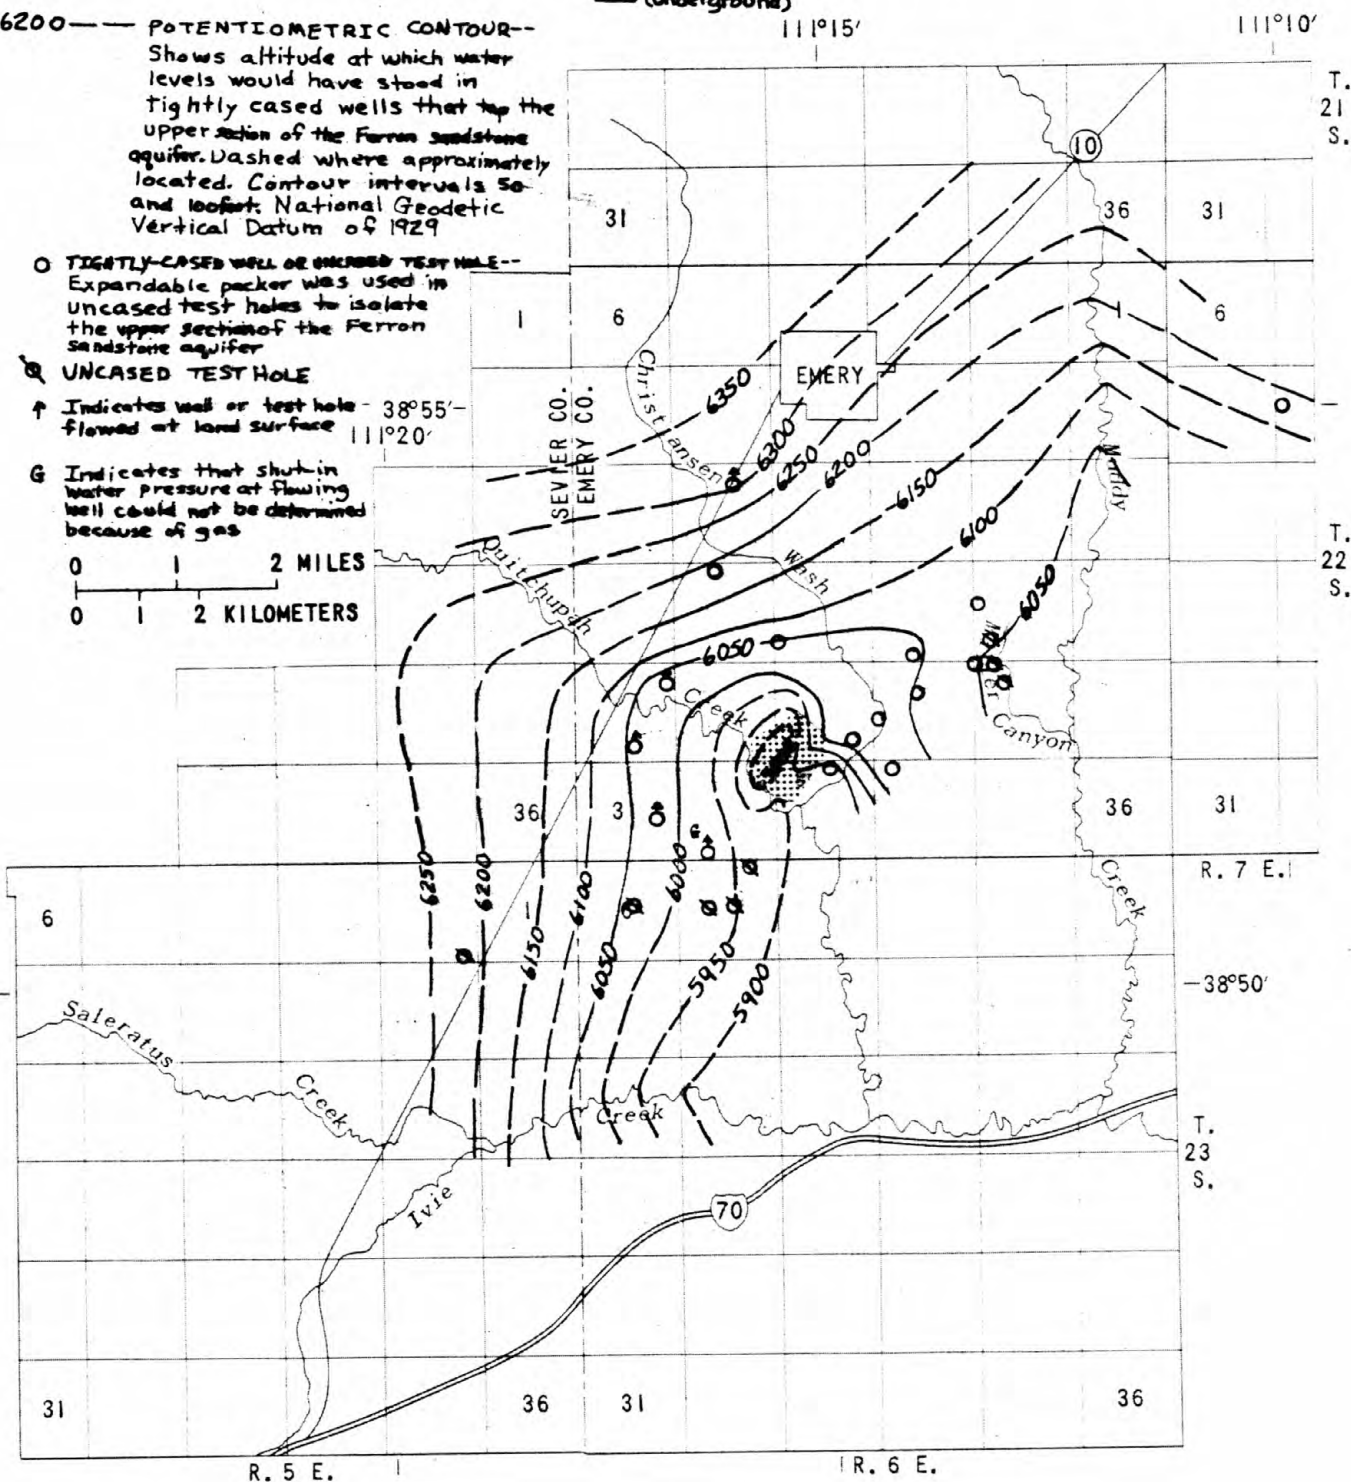 (underground)
6200 —— POTENTIOMETRIC CONTOUR--
Shows altitude at which water
levels would have stood in
tightly cased wells that tap the
upper section of the Ferron sandstone
aquifer. Dashed where approximately
located. Contour intervals 50
and 100 feet. National Geodetic
Vertical Datum of 1929
TIGHTLY-CASED WELL OR UNCASED TEST HOLE--
Expandable packer was used in
uncased test holes to isolate
the upper section of the Ferron
sandstone aquifer
UNCASED TEST HOLE
Indicates well or test hole
flowed at land surface
G Indicates that shut-in
water pressure at flowing
well could not be determined
because of gas
0 1 2 MILES
0 1 2 KILOMETERS
111°15'
111°10'
T.
21
S.
10
31
36
31
1
6
6
EMERY
38°55'
111°20'
SEVIER CO.
EMERY CO.
Christiansen
Wash
6350
6300
6250
6200
6150
6100
6050
Muddy
T.
22
S.
Quitchupah
Creek
6050
Miller
Canyon
36
31
36
31
G
R. 7 E.
Creek
6
6250
6200
6150
6100
6050
6000
5950
5900
38°50'
Saleratus
Creek
Creek
Ivie
T.
23
S.
70
31
36
31
36
R. 5 E.
R. 6 E.